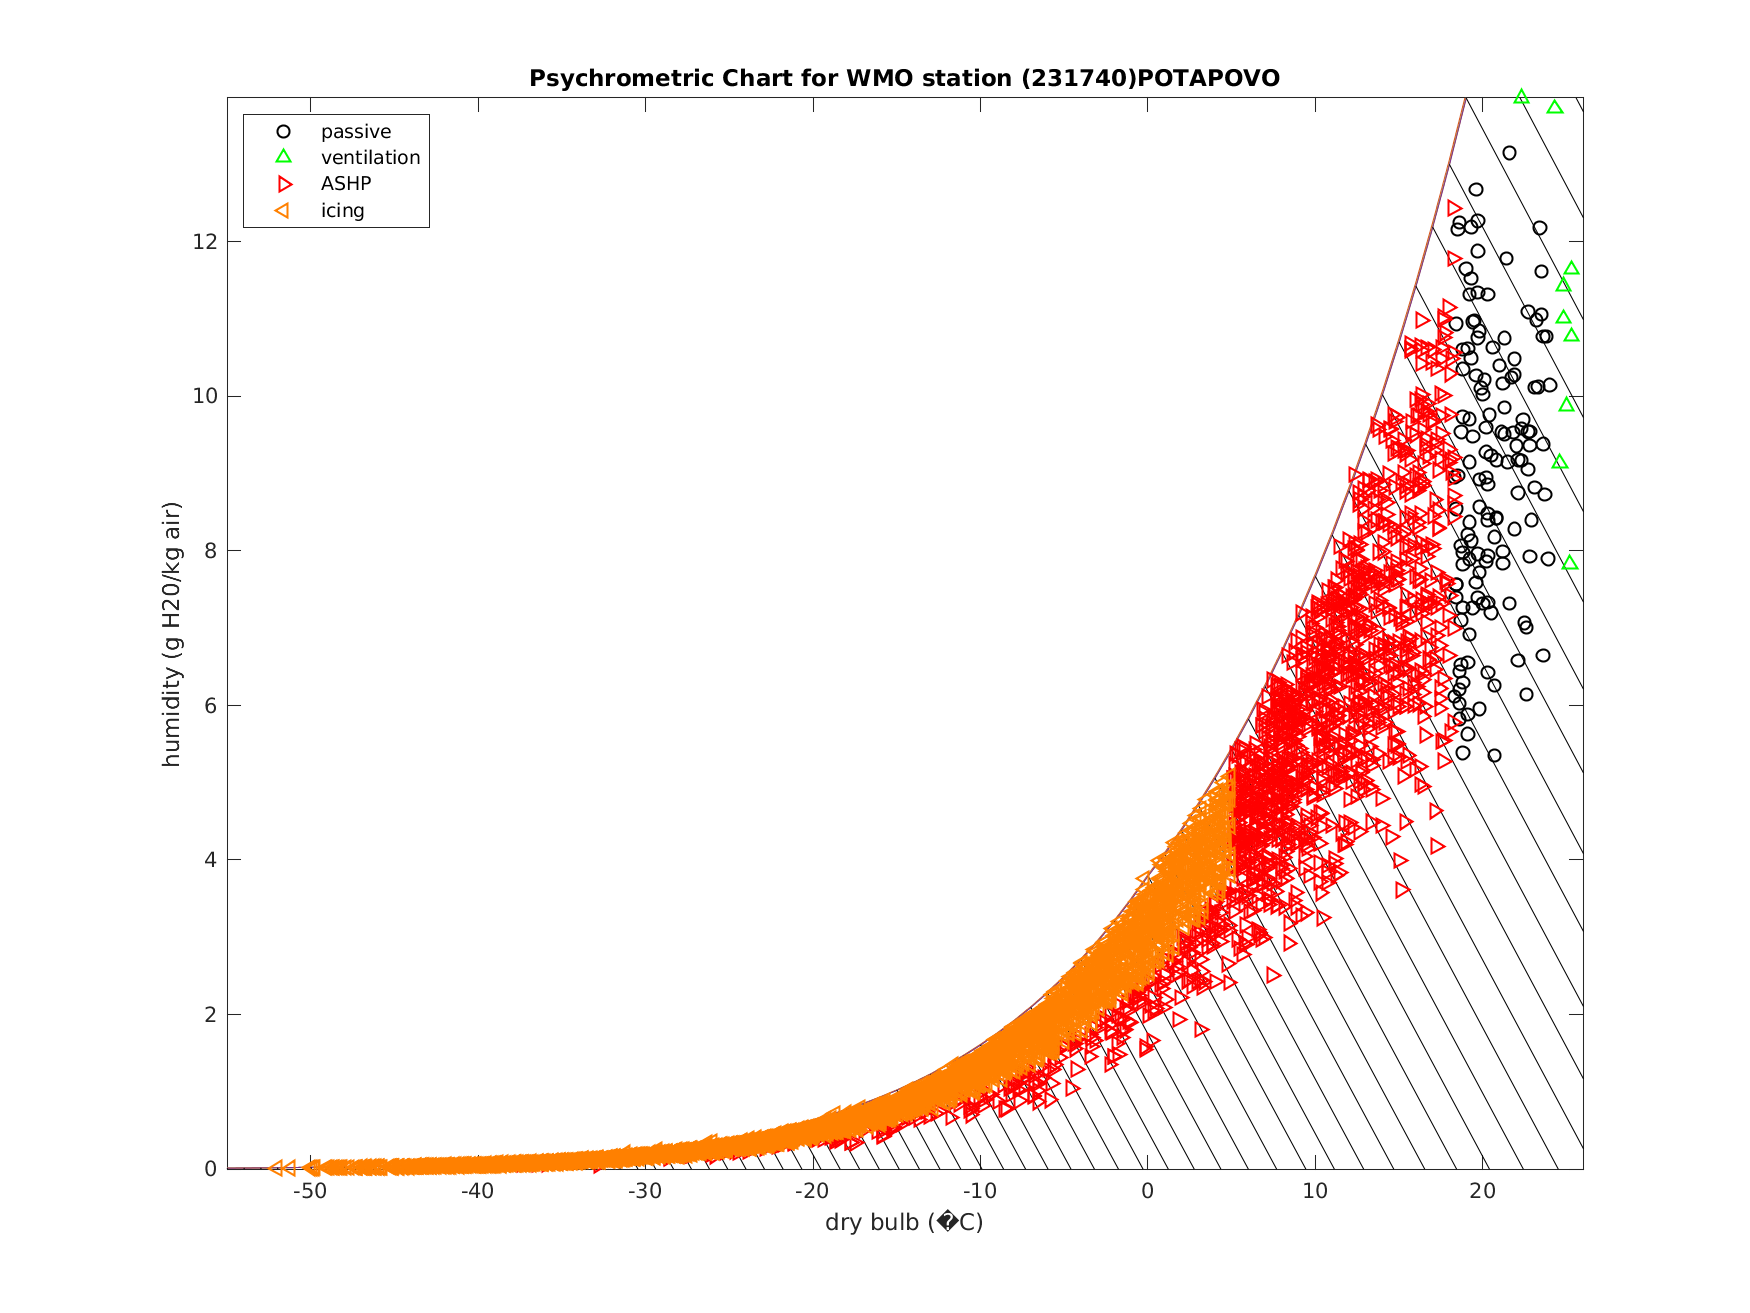 Psychrometric Chart for WMO station (231740)POTAPOVO
passive
ventilation
ASHP
icing
humidity (g H20/kg air)
12
10
8
6
4
2
0
-50 -40 -30 -20 -10 0 10 20
dry bulb (�C)